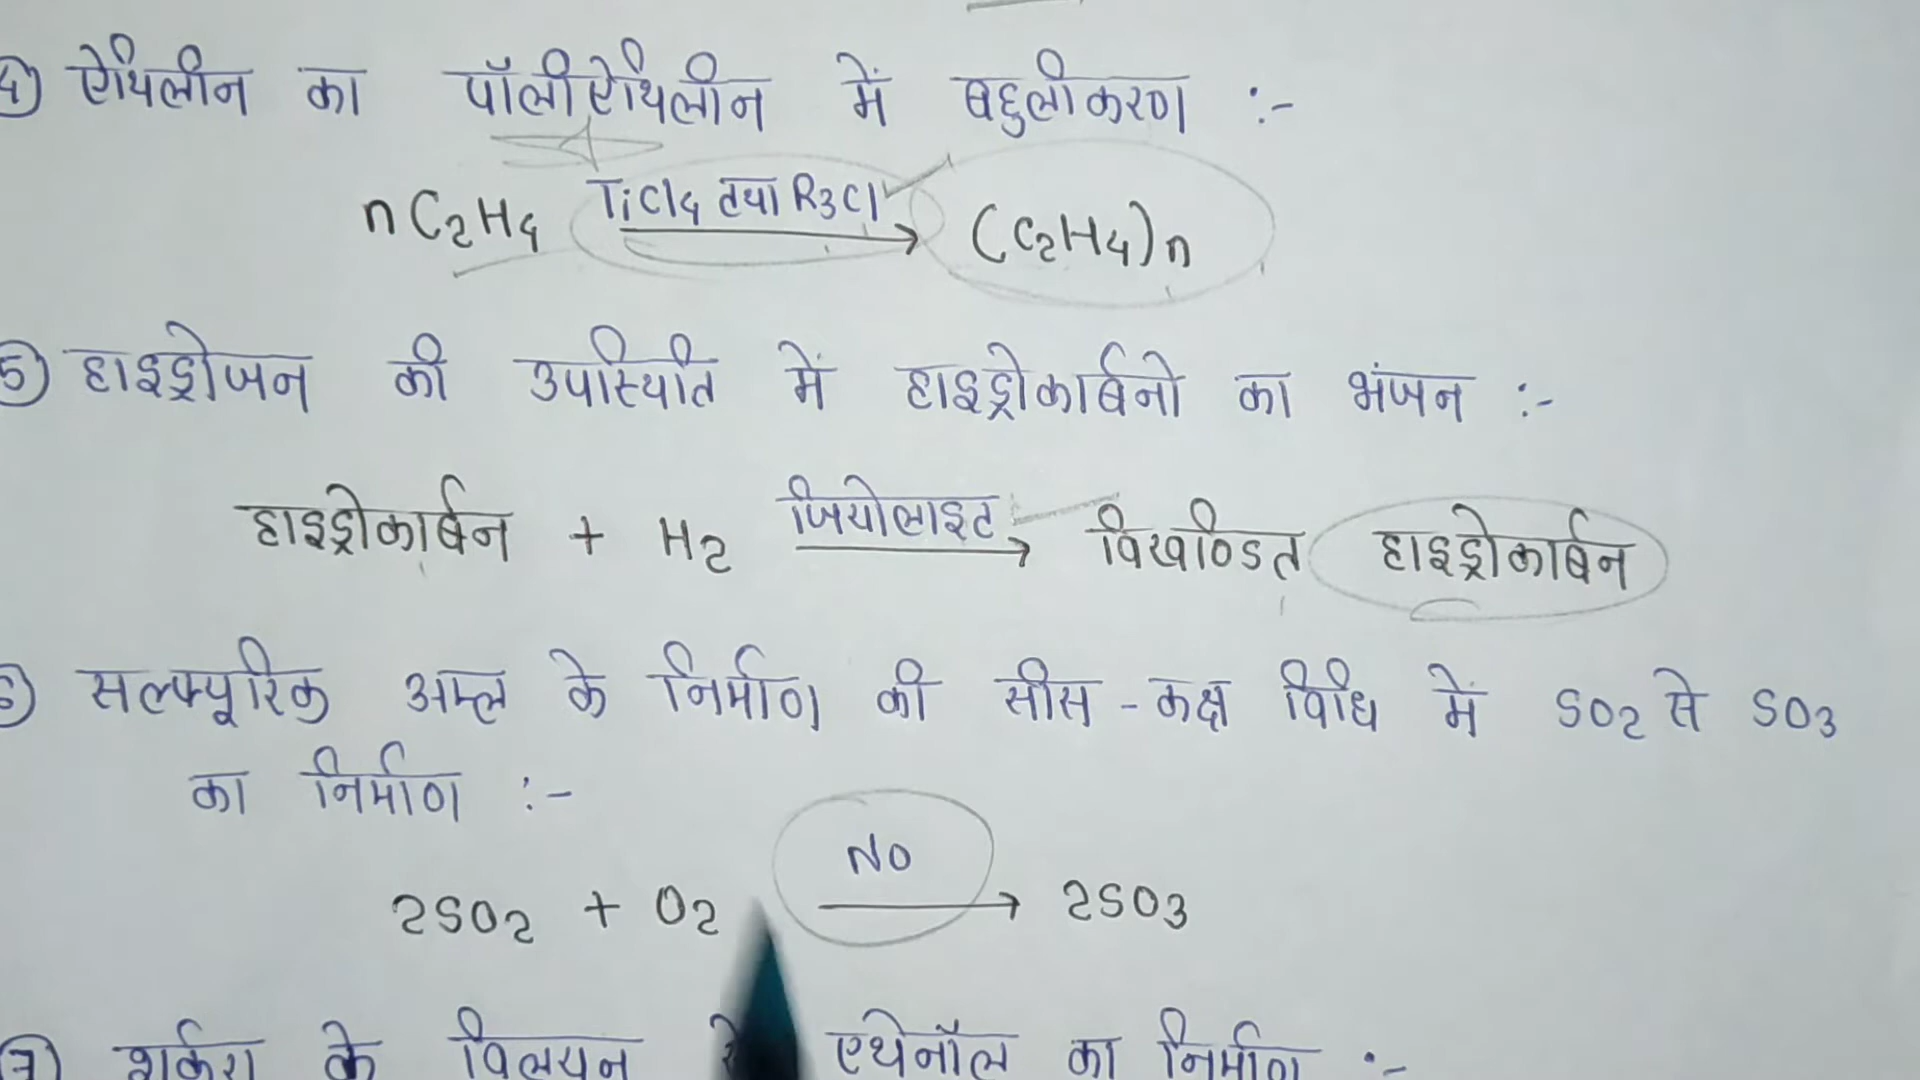 ④ ऐथिलीन का पॉलीऐथिलीन में बहुलीकरण :-
nC₂H₄ TiCl₄ तथा R₃Cl → (C₂H₄)n
⑤ हाइड्रोजन की उपस्थिति में हाइड्रोकार्बनो का भंजन :-
हाइड्रोकार्बन + H₂ जियोलाइट → विखण्डित हाइड्रोकार्बन
⑥ सल्फ्यूरिक अम्ल के निर्माण की सीस - कक्ष विधि में SO₂ से SO₃
का निर्माण :-
2SO₂ + O₂ NO → 2SO₃
⑦ शर्करा के विलयन एथेनॉल का निर्माण :-